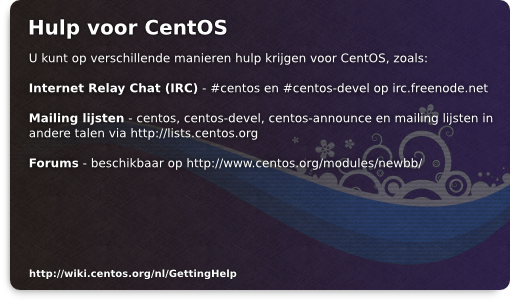 Hulp voor CentOS
U kunt op verschillende manieren hulp krijgen voor CentOS, zoals:
Internet Relay Chat (IRC) - #centos en #centos-devel op irc.freenode.net
Mailing lijsten - centos, centos-devel, centos-announce en mailing lijsten in
andere talen via http://lists.centos.org
Forums - beschikbaar op http://www.centos.org/modules/newbb/
http://wiki.centos.org/nl/GettingHelp